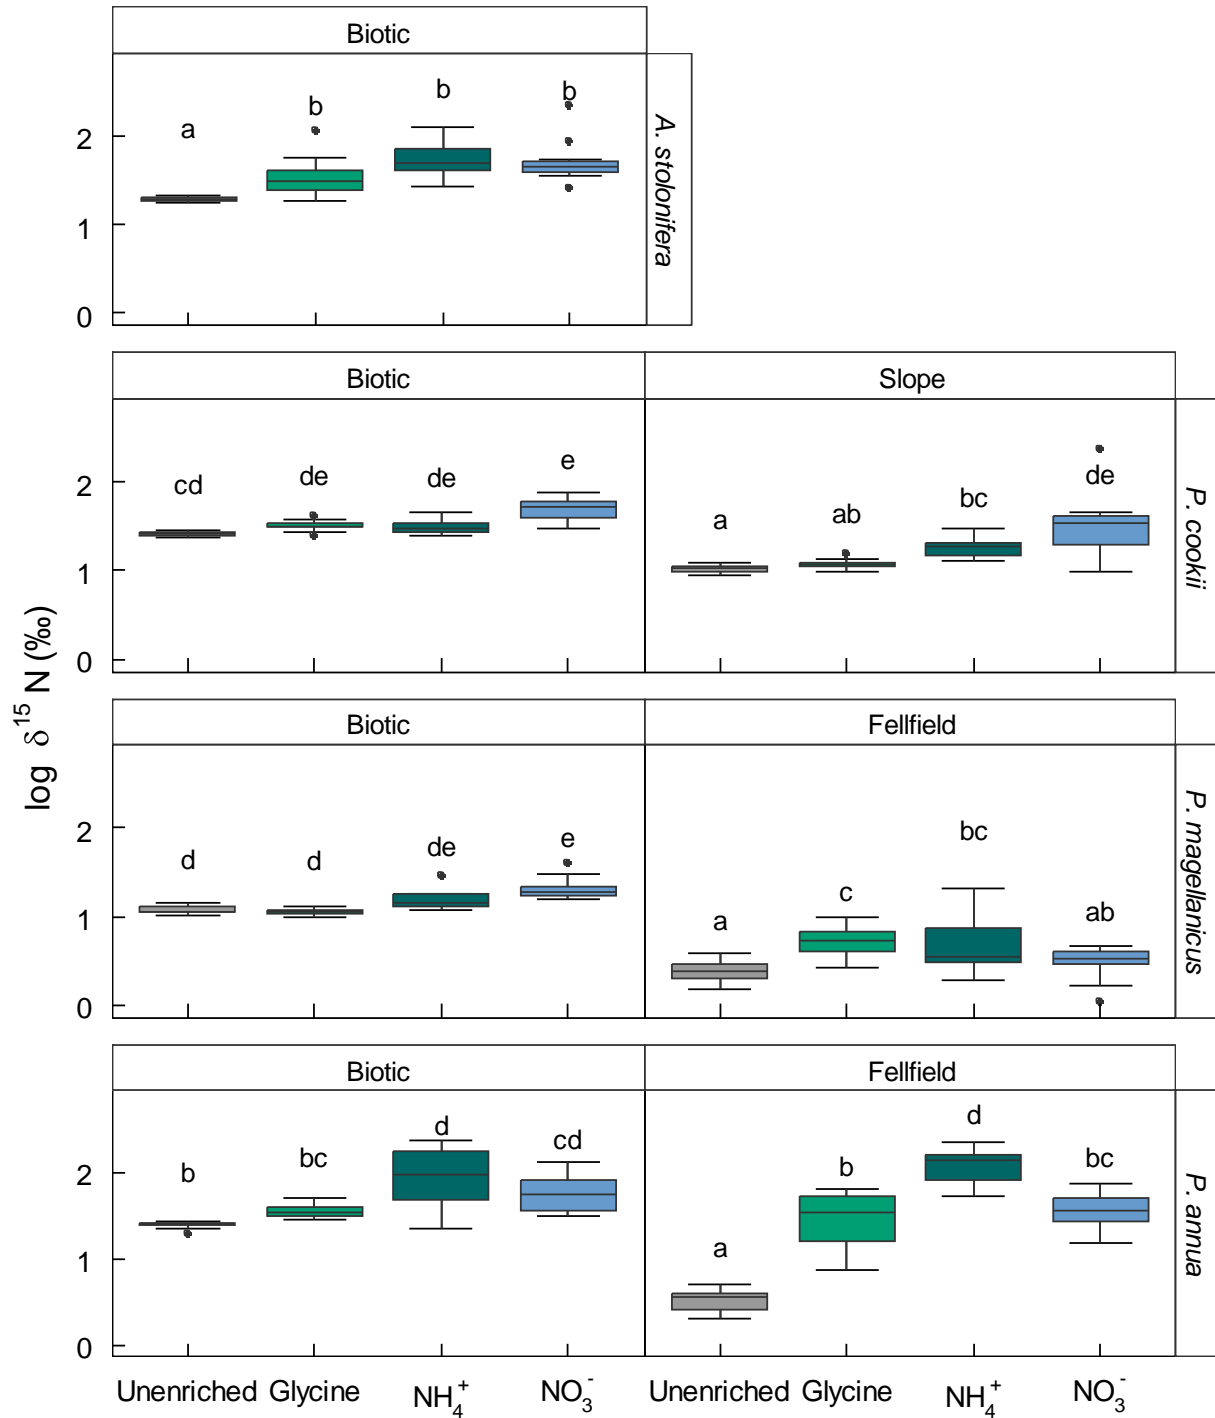 Biotic
a b b b
2
1
0
A. stolonifera
Biotic Slope
cd de de e
a ab bc de
2
1
0
P. cookii
log δ¹⁵ N (‰)
Biotic Fellfield
d d de e
a c bc ab
2
1
0
P. magellanicus
Biotic Fellfield
b bc d cd
a b d bc
2
1
0
P. annua
Unenriched Glycine NH₄⁺ NO₃⁻ Unenriched Glycine NH₄⁺ NO₃⁻